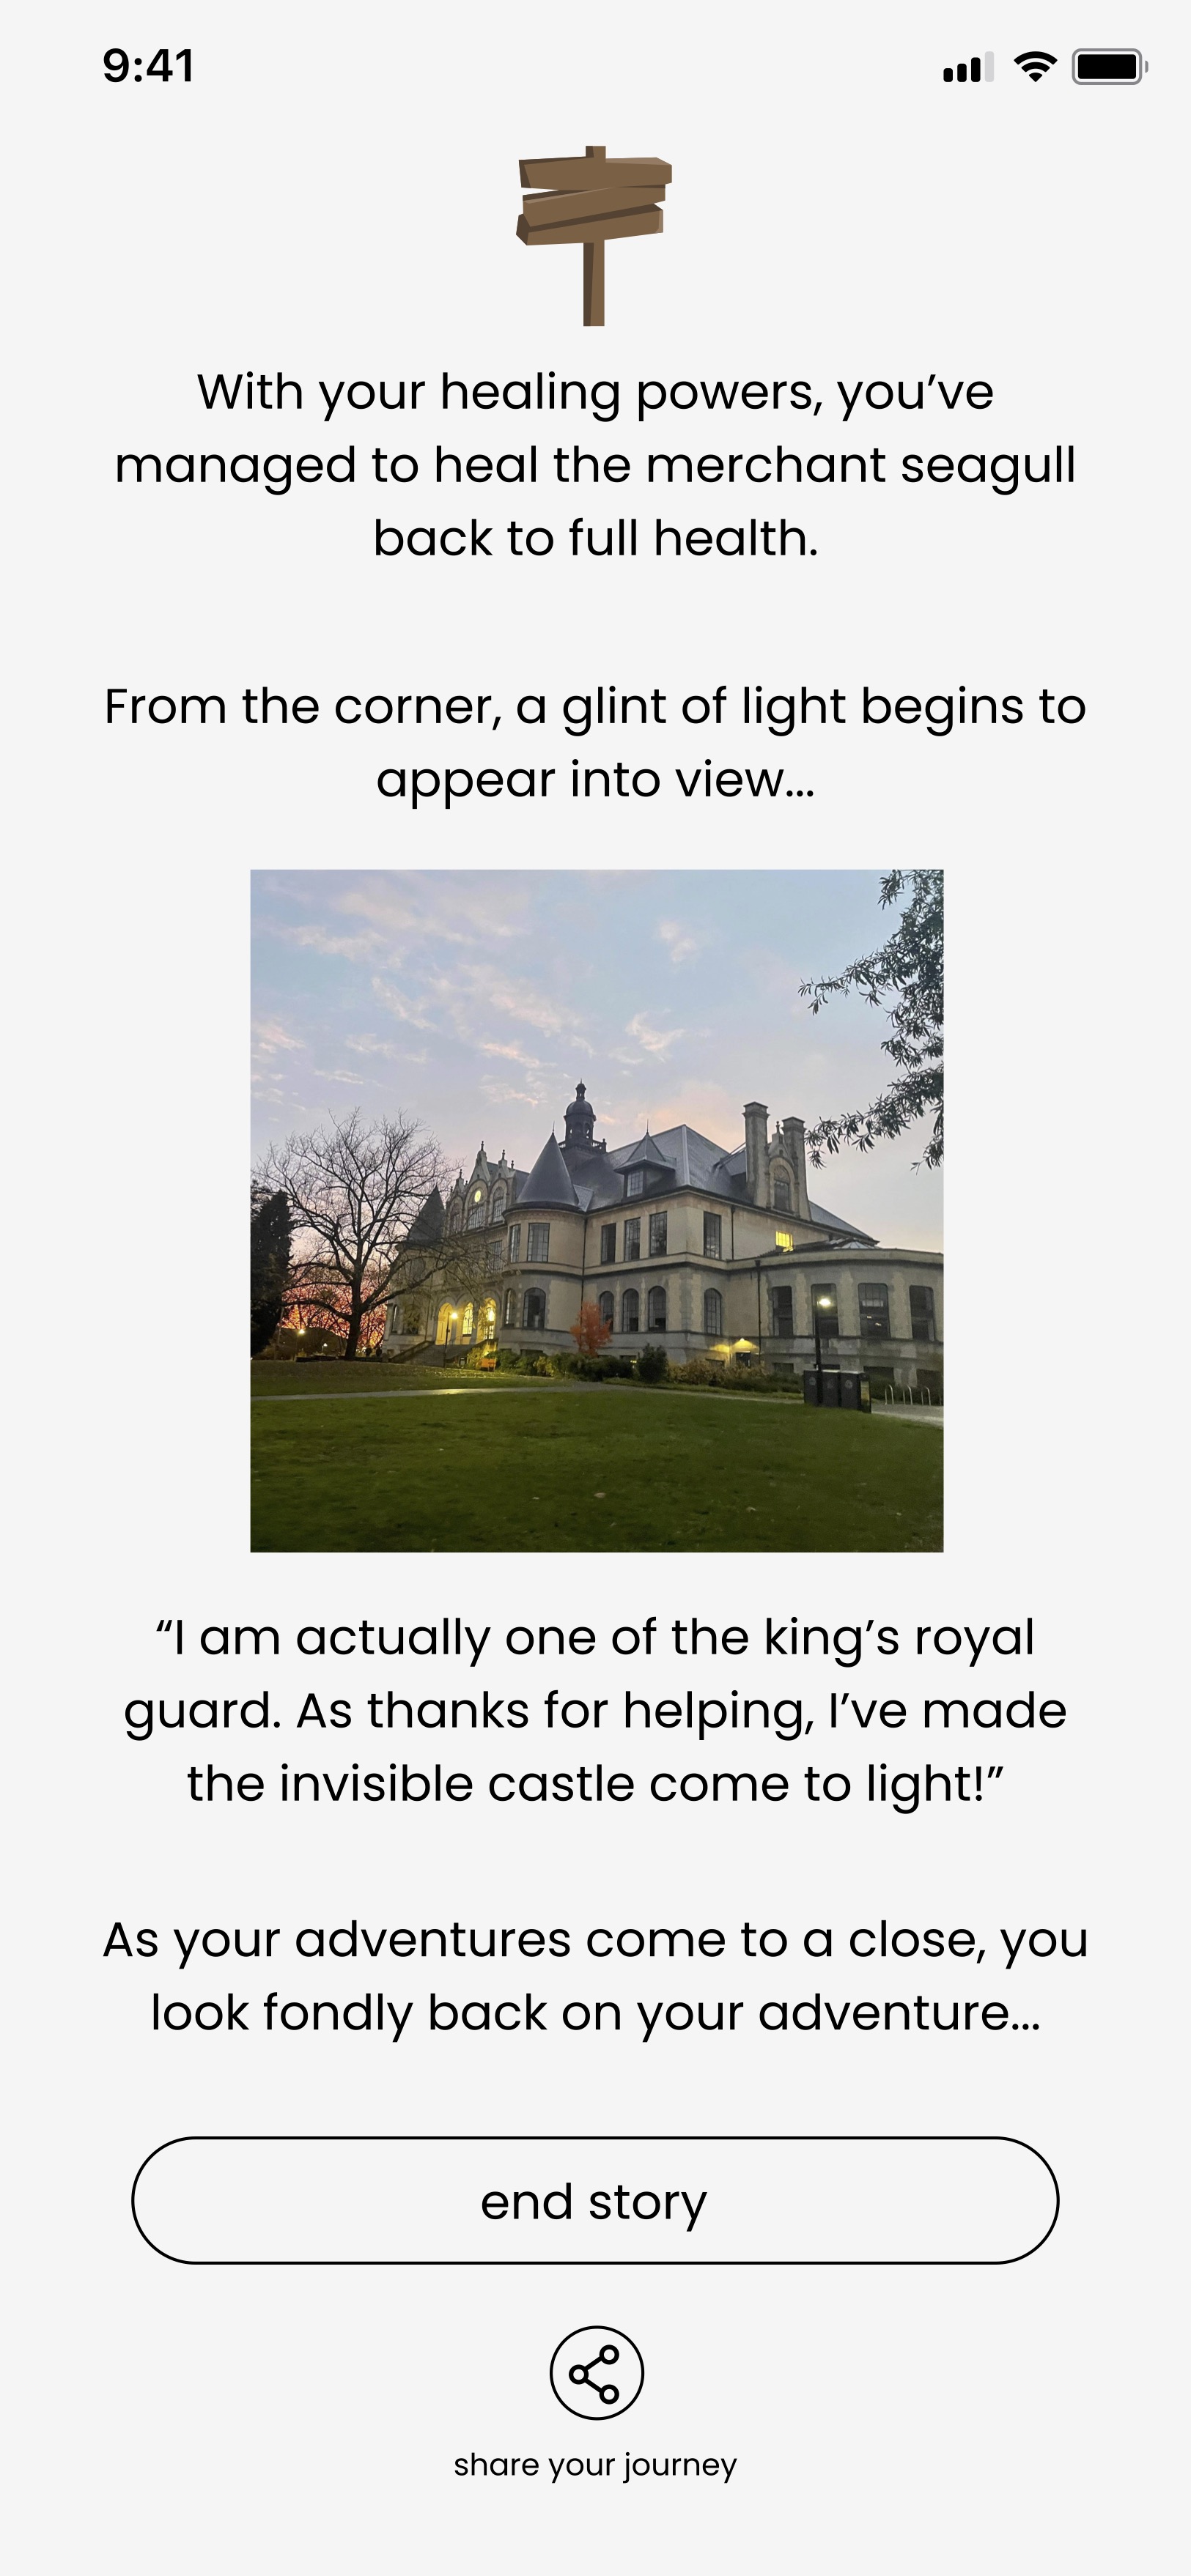 9:41
With your healing powers, you’ve
managed to heal the merchant seagull
back to full health.
From the corner, a glint of light begins to
appear into view...
“I am actually one of the king’s royal
guard. As thanks for helping, I’ve made
the invisible castle come to light!”
As your adventures come to a close, you
look fondly back on your adventure...
end story
share your journey